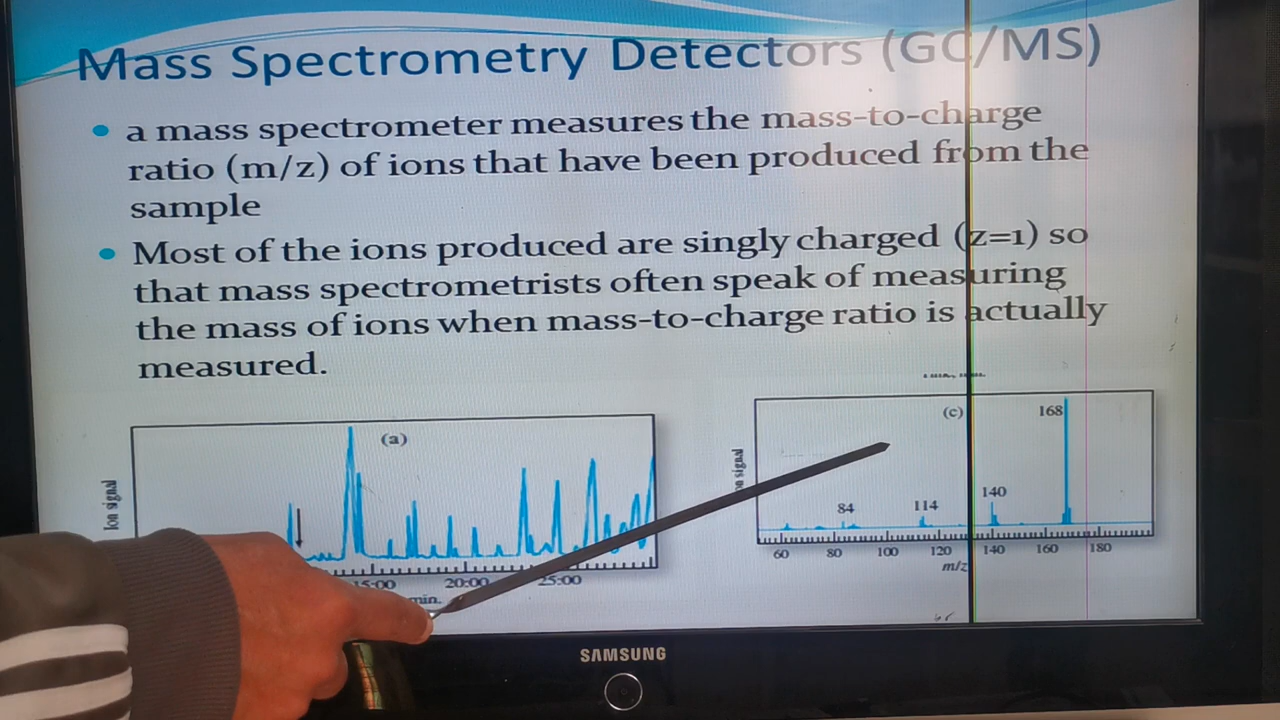 Mass Spectrometry Detectors (GC/MS)
a mass spectrometer measures the mass-to-charge
ratio (m/z) of ions that have been produced from the
sample
Most of the ions produced are singly charged (z=1) so
that mass spectrometrists often speak of measuring
the mass of ions when mass-to-charge ratio is actually
measured.
(a)
Ion signal
15:00 20:00 25:00
min.
(c)
168
140
114
84
signal
60 80 100 120 140 160 180
m/z
SAMSUNG